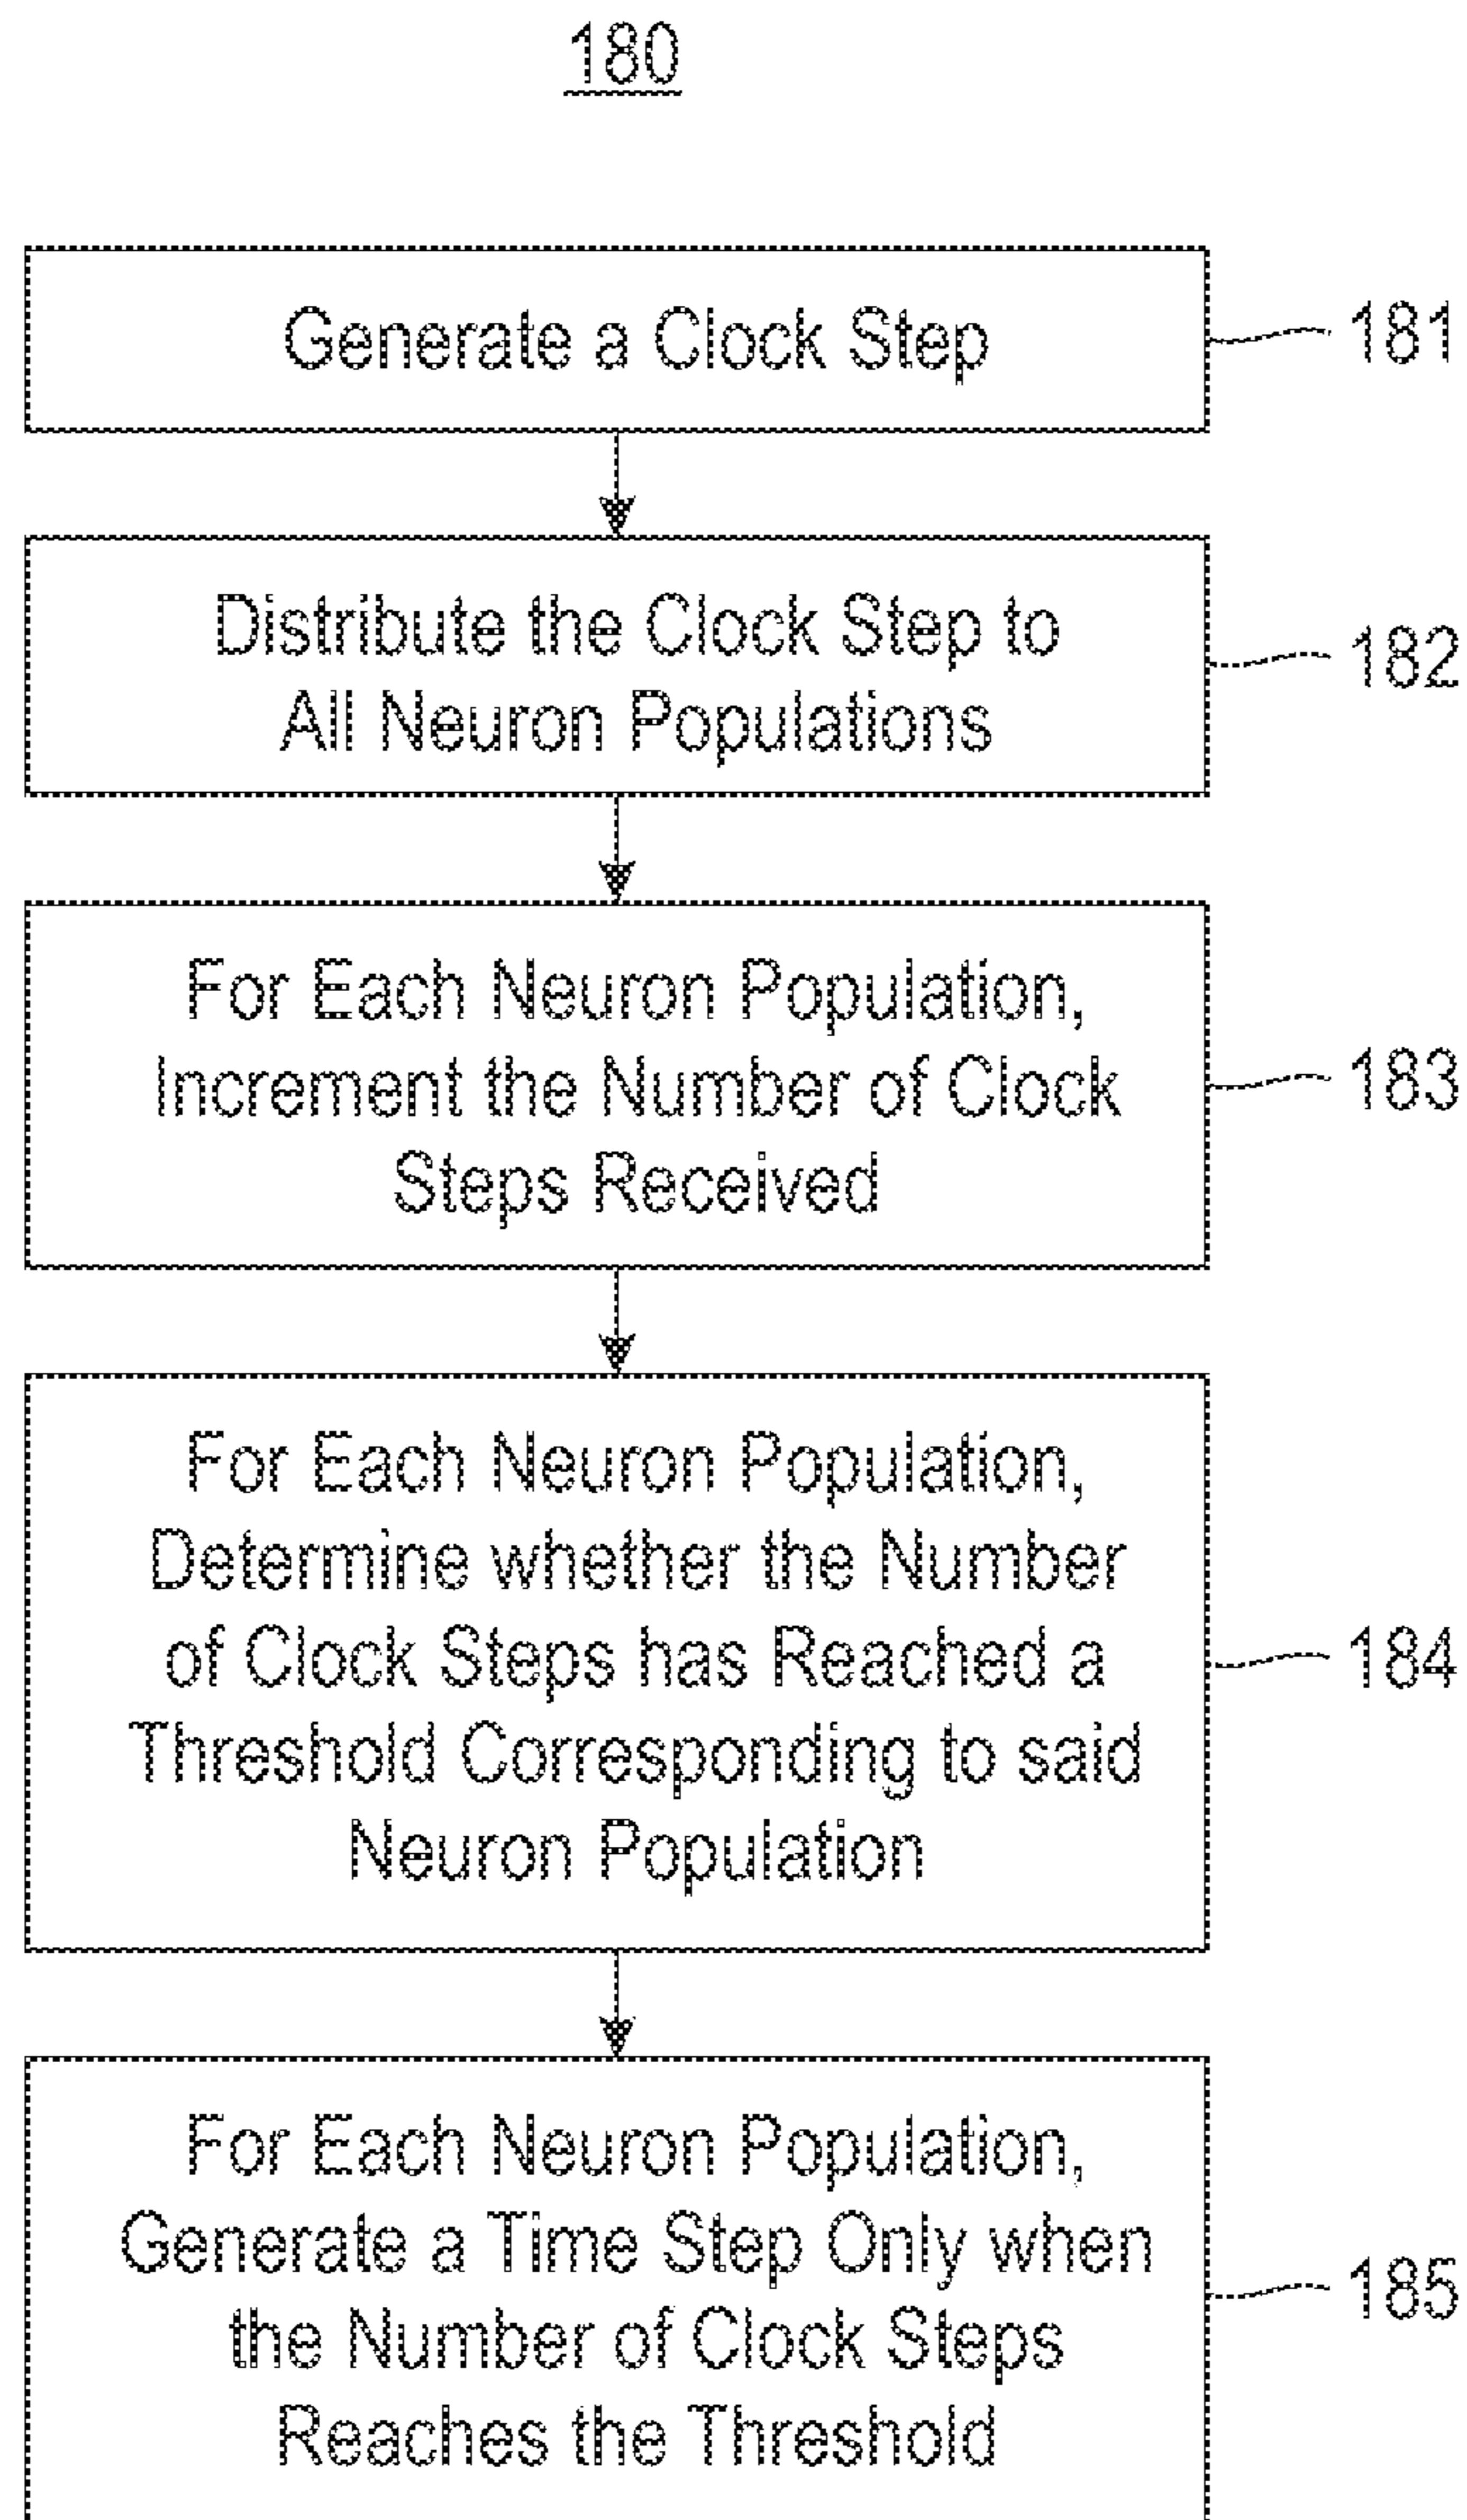 180
Generate a Clock Step
181
Distribute the Clock Step to
All Neuron Populations
182
For Each Neuron Population,
Increment the Number of Clock
Steps Received
183
For Each Neuron Population,
Determine whether the Number
of Clock Steps has Reached a
Threshold Corresponding to said
Neuron Population
184
For Each Neuron Population,
Generate a Time Step Only when
the Number of Clock Steps
Reaches the Threshold
185